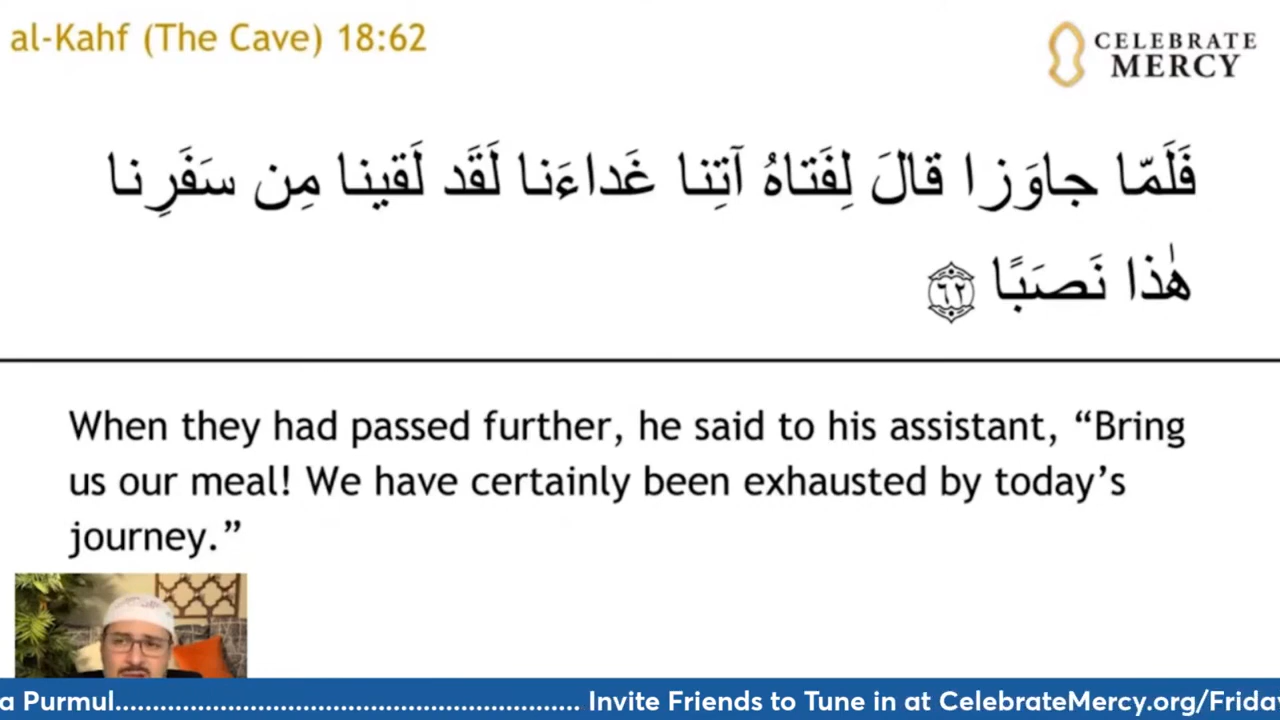 al-Kahf (The Cave) 18:62
CELEBRATE
MERCY
فَلَمّا جاوَزا قالَ لِفَتاهُ آتِنا غَداءَنا لَقَد لَقينا مِن سَفَرِنا
هٰذا نَصَبًا ﴿٦٢﴾
When they had passed further, he said to his assistant, “Bring
us our meal! We have certainly been exhausted by today’s
journey.”
a Purmul............................................................. Invite Friends to Tune in at CelebrateMercy.org/Friday